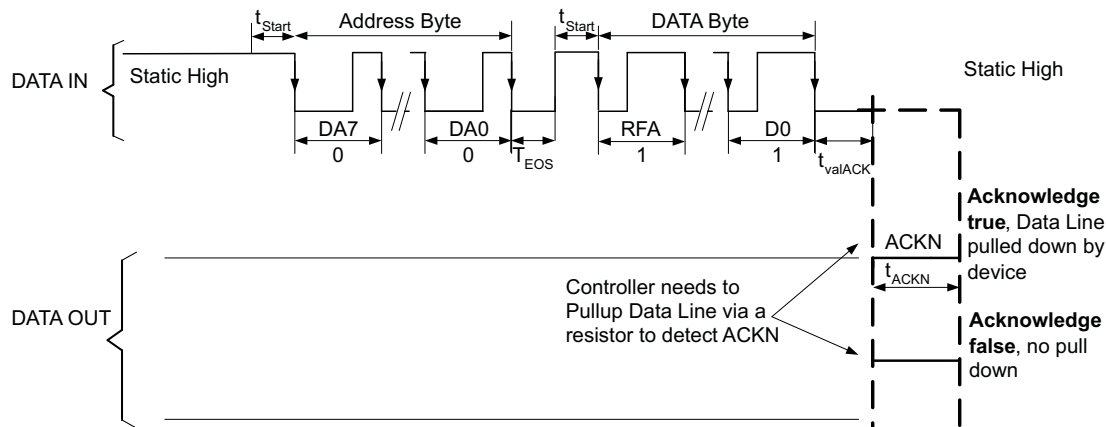 tStart
Address Byte
tStart
DATA Byte
DATA IN
Static High
Static High
DA7
0
DA0
0
TEOS
RFA
1
D0
1
tvalACK
Acknowledge
true, Data Line
pulled down by
device
ACKN
tACKN
Controller needs to
Pullup Data Line via a
resistor to detect ACKN
DATA OUT
Acknowledge
false, no pull
down